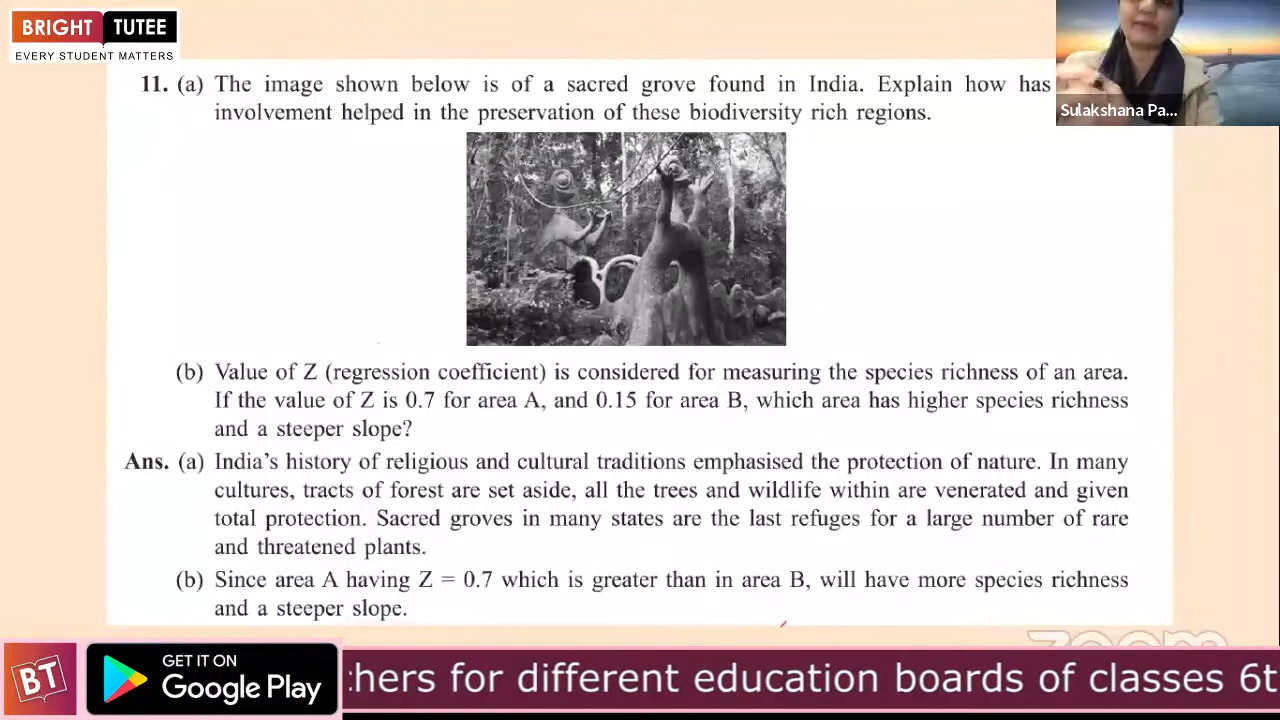 BRIGHT TUTEE
EVERY STUDENT MATTERS
11. (a) The image shown below is of a sacred grove found in India. Explain how has
involvement helped in the preservation of these biodiversity rich regions.
Sulakshana Pa...
(b) Value of Z (regression coefficient) is considered for measuring the species richness of an area.
If the value of Z is 0.7 for area A, and 0.15 for area B, which area has higher species richness
and a steeper slope?
Ans. (a) India's history of religious and cultural traditions emphasised the protection of nature. In many
cultures, tracts of forest are set aside, all the trees and wildlife within are venerated and given
total protection. Sacred groves in many states are the last refuges for a large number of rare
and threatened plants.
(b) Since area A having Z = 0.7 which is greater than in area B, will have more species richness
and a steeper slope.
zoom
BT
GET IT ON
Google Play
hers for different education boards of classes 6t